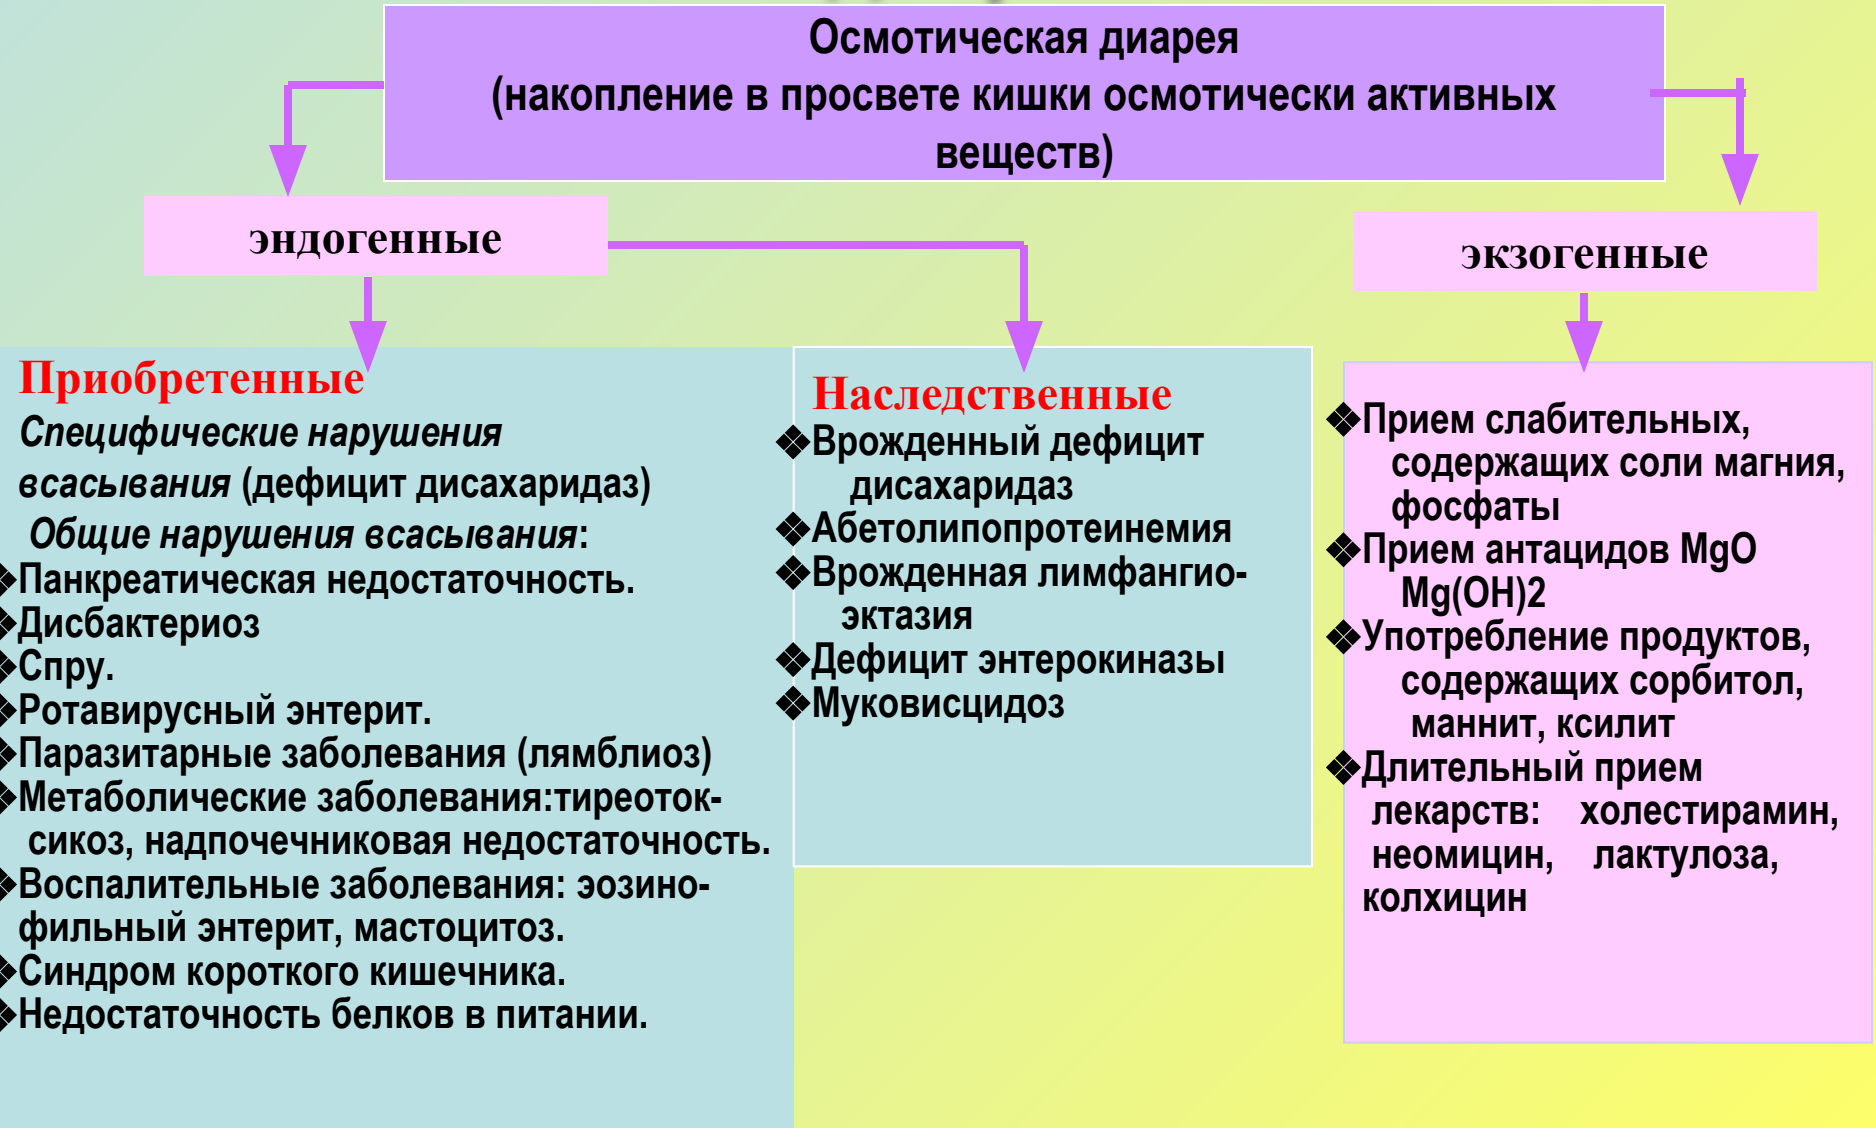 Осмотическая диарея
(накопление в просвете кишки осмотически активных
веществ)
эндогенные
экзогенные
Приобретенные
Специфические нарушения
всасывания (дефицит дисахаридаз)
Общие нарушения всасывания:
❖Панкреатическая недостаточность.
❖Дисбактериоз
❖Спру.
❖Ротавирусный энтерит.
❖Паразитарные заболевания (лямблиоз)
❖Метаболические заболевания:тиреоток-
сикоз, надпочечниковая недостаточность.
❖Воспалительные заболевания: эозино-
фильный энтерит, мастоцитоз.
❖Синдром короткого кишечника.
❖Недостаточность белков в питании.
Наследственные
❖Врожденный дефицит
дисахаридаз
❖Абетолипопротеинемия
❖Врожденная лимфангио-
эктазия
❖Дефицит энтерокиназы
❖Муковисцидоз
❖Прием слабительных,
содержащих соли магния,
фосфаты
❖Прием антацидов MgO
Mg(OH)2
❖Употребление продуктов,
содержащих сорбитол,
маннит, ксилит
❖Длительный прием
лекарств: холестирамин,
неомицин, лактулоза,
колхицин